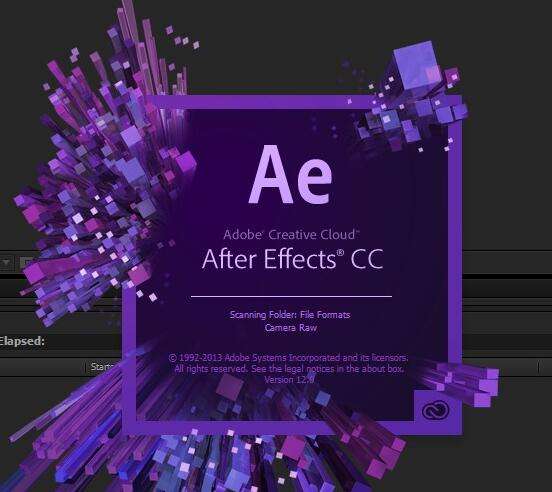 Ae
Adobe® Creative Cloud™
After Effects® CC
Scanning Folder: File Formats
Camera Raw
Elapsed:
© 1992-2013 Adobe Systems Incorporated and its licensors.
All rights reserved. See the legal notices in the about box.
Version